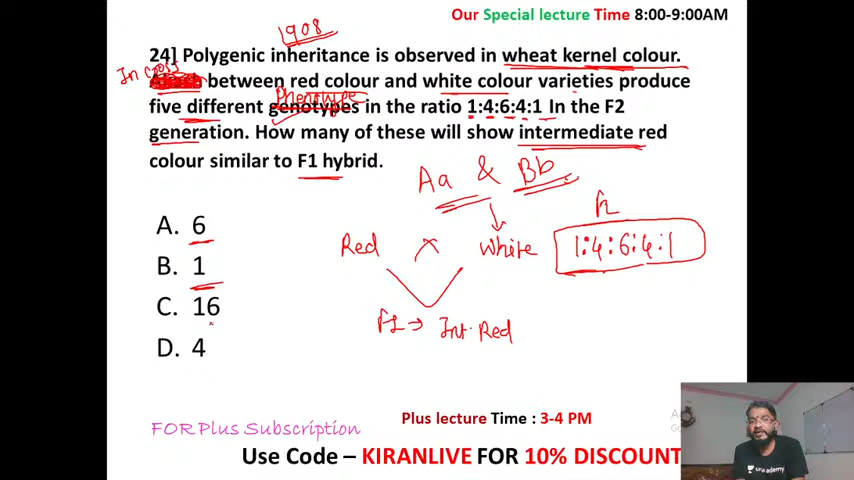 Our Special lecture Time 8:00-9:00AM
1908
24] Polygenic inheritance is observed in wheat kernel colour.
In cross between red colour and white colour varieties produce
Phenotype
five different genotypes in the ratio 1:4:6:4:1 In the F2
generation. How many of these will show intermediate red
colour similar to F1 hybrid.
Aa & Bb
A. 6
Red × White 1:4:6:4:1
B. 1
C. 16
F1 → Int. Red
D. 4
Plus lecture Time : 3-4 PM
FOR Plus Subscription
Use Code – KIRANLIVE FOR 10% DISCOUNT
unacademy